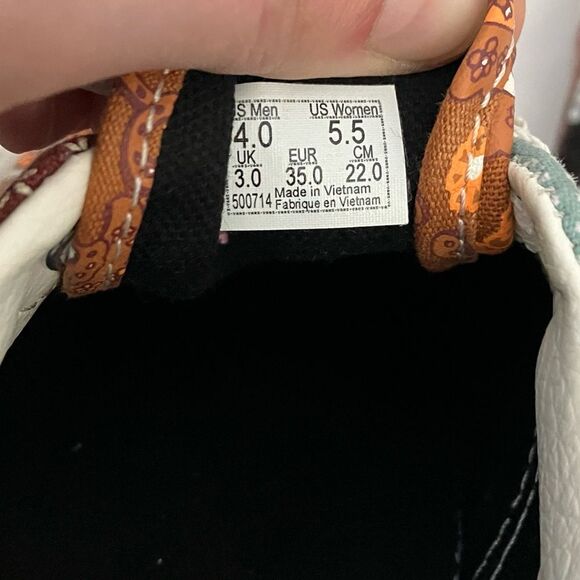 S Men US Women
4.0 5.5
UK EUR CM
3.0 35.0 22.0
500714 Made in Vietnam
Fabrique en Vietnam